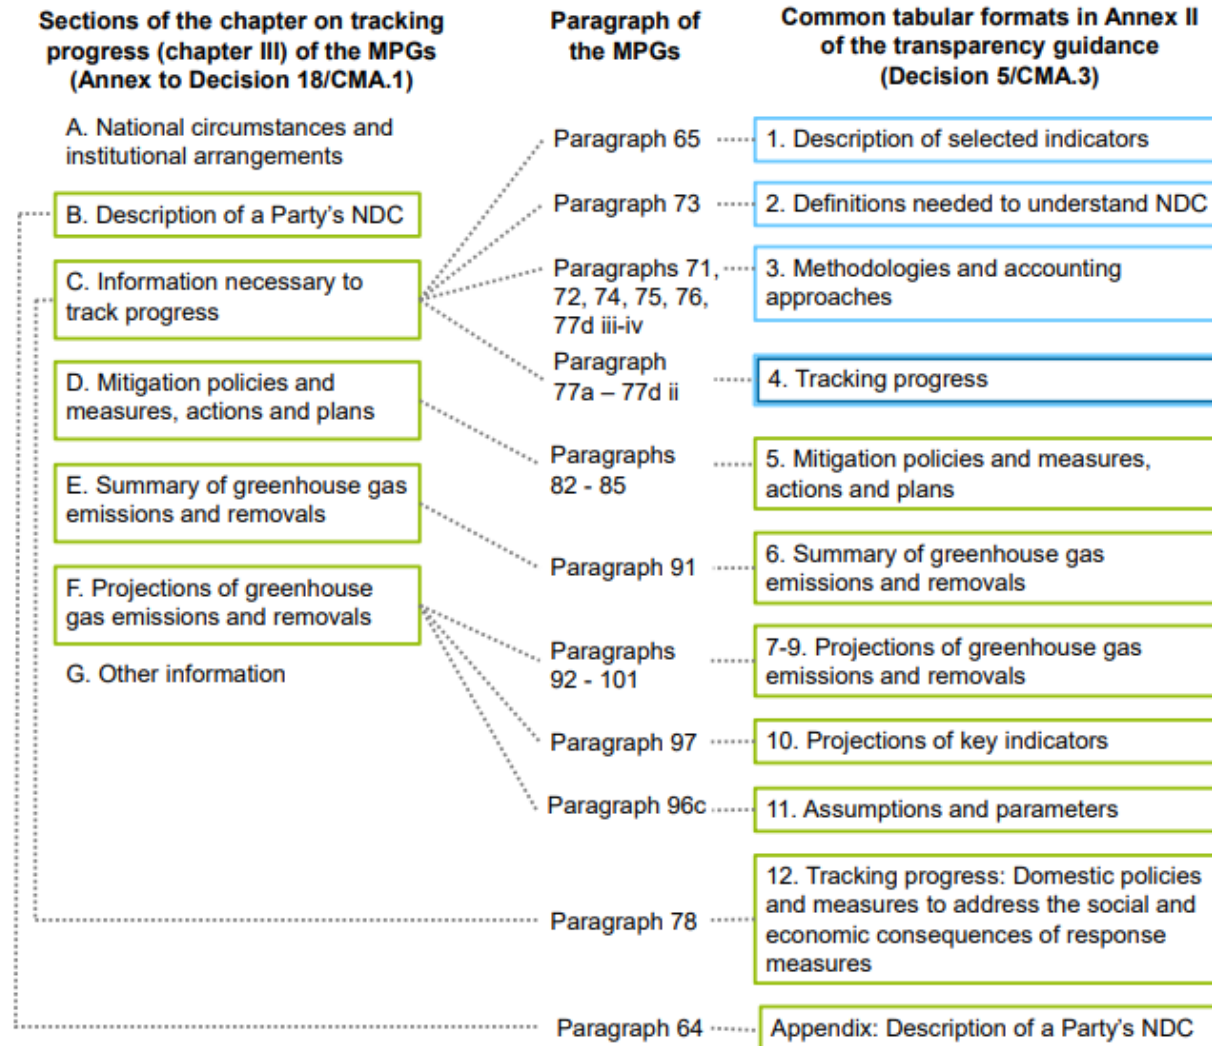 Sections of the chapter on tracking
progress (chapter III) of the MPGs
(Annex to Decision 18/CMA.1)
Paragraph of
the MPGs
Common tabular formats in Annex II
of the transparency guidance
(Decision 5/CMA.3)
A. National circumstances and
institutional arrangements
B. Description of a Party's NDC
C. Information necessary to
track progress
D. Mitigation policies and
measures, actions and plans
E. Summary of greenhouse gas
emissions and removals
F. Projections of greenhouse
gas emissions and removals
G. Other information
Paragraph 65
Paragraph 73
Paragraphs 71,
72, 74, 75, 76,
77d iii-iv
Paragraph
77a – 77d ii
Paragraphs
82 - 85
Paragraph 91
Paragraphs
92 - 101
Paragraph 97
Paragraph 96c
Paragraph 78
Paragraph 64
1. Description of selected indicators
2. Definitions needed to understand NDC
3. Methodologies and accounting
approaches
4. Tracking progress
5. Mitigation policies and measures,
actions and plans
6. Summary of greenhouse gas
emissions and removals
7-9. Projections of greenhouse gas
emissions and removals
10. Projections of key indicators
11. Assumptions and parameters
12. Tracking progress: Domestic policies
and measures to address the social and
economic consequences of response
measures
Appendix: Description of a Party's NDC